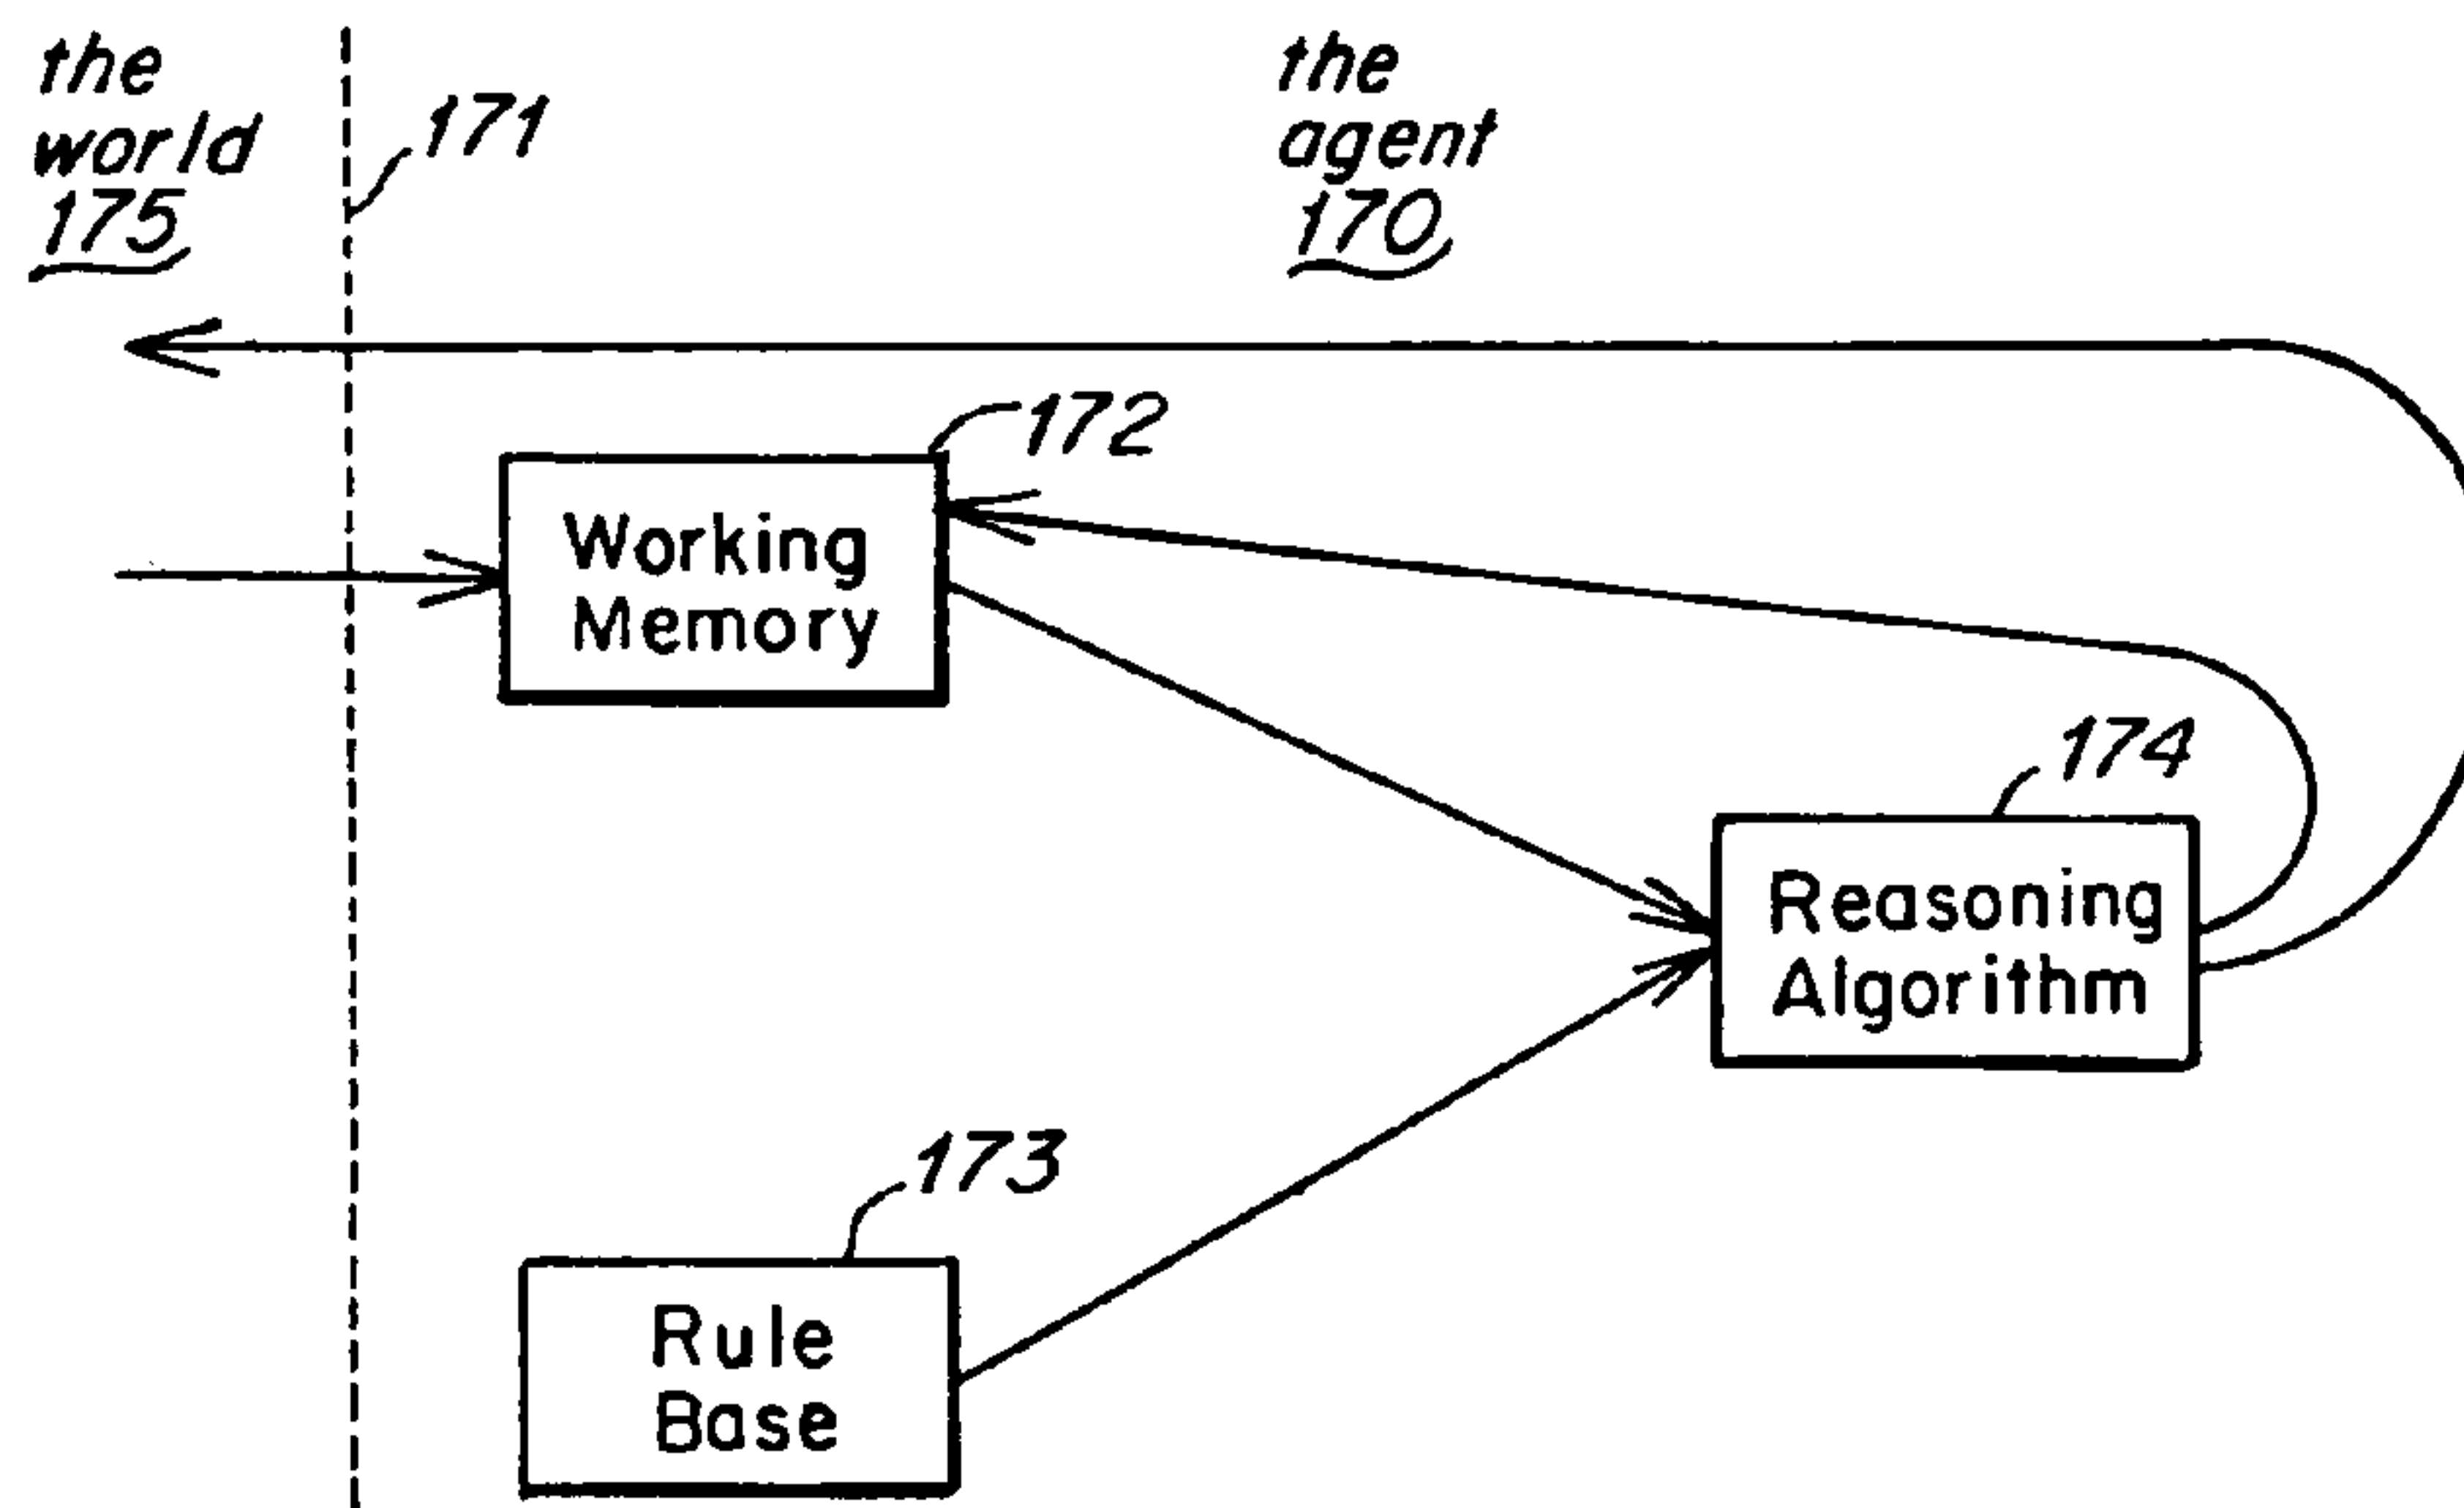 the
world
175
171
the
agent
170
172
Working
Memory
174
Reasoning
Algorithm
173
Rule
Base